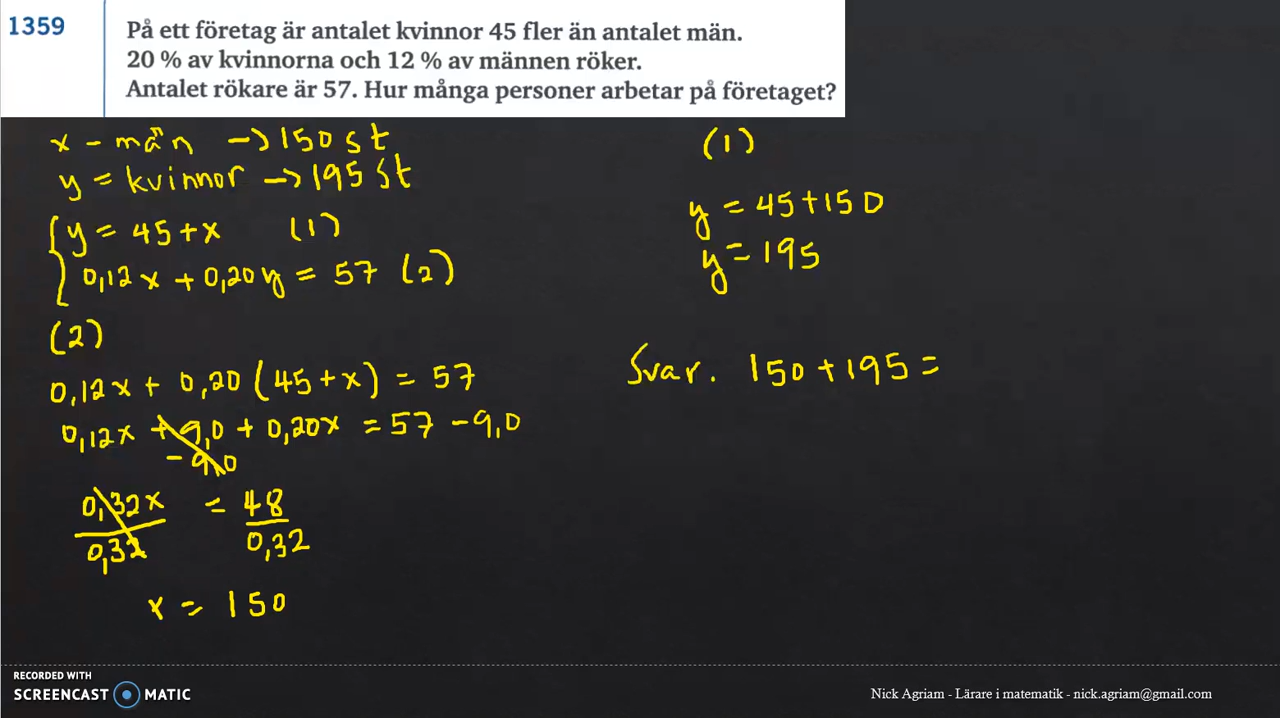 1359
På ett företag är antalet kvinnor 45 fler än antalet män.
20 % av kvinnorna och 12 % av männen röker.
Antalet rökare är 57. Hur många personer arbetar på företaget?
x – män → 150 st
y = kvinnor → 195 st
y = 45 + x (1)
0,12x + 0,20y = 57 (2)
(2)
0,12x + 0,20 (45 + x) = 57
0,12x + 9,0 + 0,20x = 57 - 9,0
- 9,0
0,32x = 48
0,32 0,32
x = 150
(1)
y = 45 + 150
y = 195
Svar. 150 + 195 =
RECORDED WITH
SCREENCAST MATIC
Nick Agriam - Lärare i matematik - nick.agriam@gmail.com